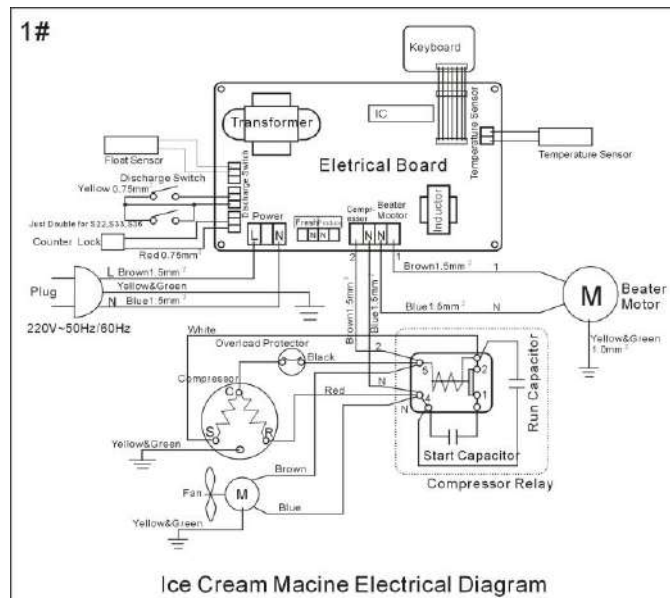 1#
Keyboard
Transformer
IC
Temperature Sensor
Temperature Sensor
Float Sensor
Eletrical Board
Discharge Switch
Discharge Switch
Yellow 0.75mm²
Inductor
Just Double for S22,S33,S36
Counter Lock
Red 0.75mm²
Power
L N
Fresh
N N
Compressor
Beater Mootor
N N
2 N N 1
L Brown1.5mm²
Yellow&Green
N Blue1.5mm²
Plug
220V~50Hz/60Hz
Brown1.5mm²
Blue1.5mm²
Brown1.5mm² 1
Blue1.5mm² N
M
Beater
Motor
Yellow&Green
1.0mm²
White
Overload Protector
Black
2
5
2
Compressor
C
S
R
Red
N
N
4
1
Run Capacitor
Start Capacitor
Compressor Relay
Yellow&Green
Brown
Fan
M
Blue
Yellow&Green
Ice Cream Macine Electrical Diagram